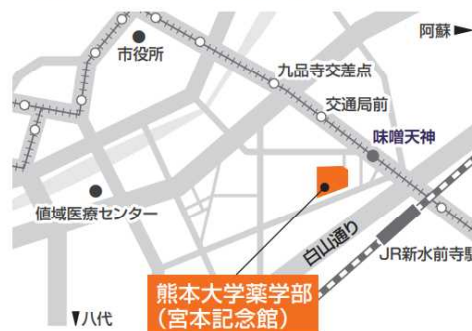 阿蘇►
市役所
九品寺交差点
交通局前
味噌天神
値域医療センター
白山通り
JR新水前寺駅
熊本大学薬学部
(宮本記念館)
▼八代